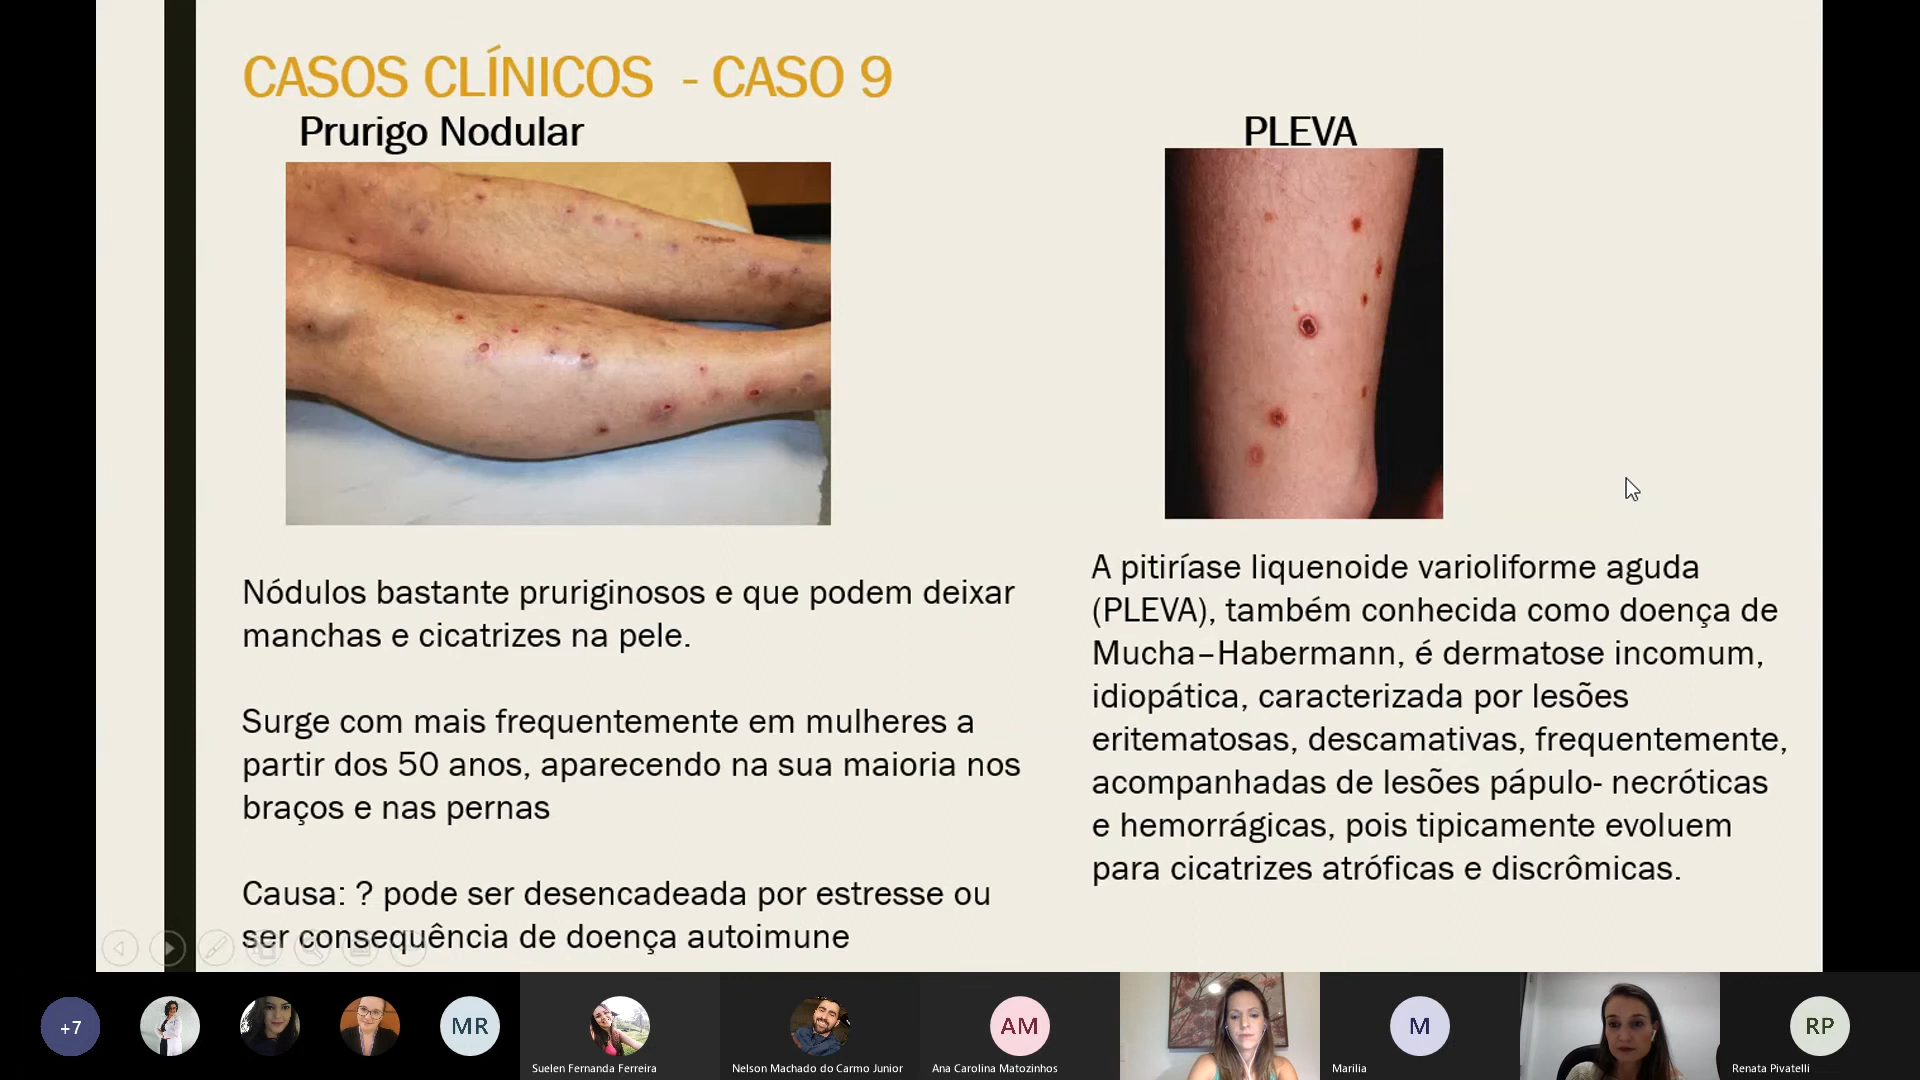 CASOS CLÍNICOS - CASO 9
Prurigo Nodular
PLEVA
Nódulos bastante pruriginosos e que podem deixar
manchas e cicatrizes na pele.
Surge com mais frequentemente em mulheres a
partir dos 50 anos, aparecendo na sua maioria nos
braços e nas pernas
Causa: ? pode ser desencadeada por estresse ou
ser consequência de doença autoimune
A pitiríase liquenoide varioliforme aguda
(PLEVA), também conhecida como doença de
Mucha–Habermann, é dermatose incomum,
idiopática, caracterizada por lesões
eritematosas, descamativas, frequentemente,
acompanhadas de lesões pápulo- necróticas
e hemorrágicas, pois tipicamente evoluem
para cicatrizes atróficas e discrômicas.
+7
MR
Suelen Fernanda Ferreira
Nelson Machado do Carmo Junior
AM
Ana Carolina Matozinhos
M
Marilia
RP
Renata Pivatelli